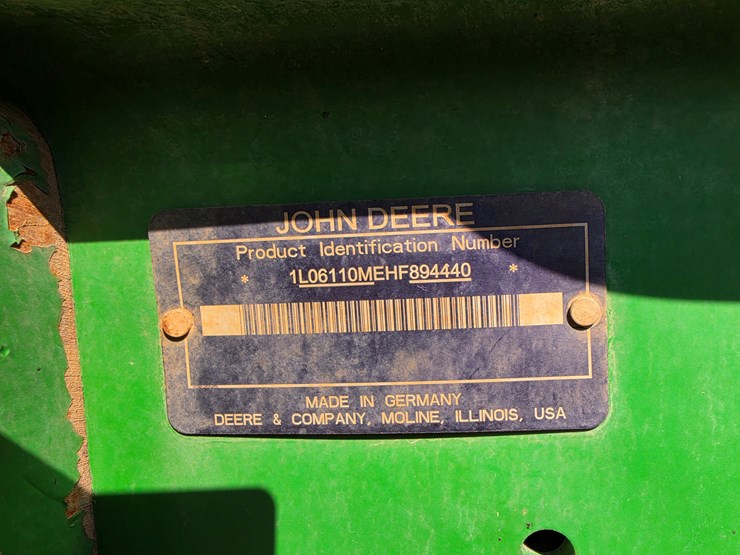 JOHN DEERE
Product Identification Number
* 1L06110MEHF894440 *
MADE IN GERMANY
DEERE & COMPANY, MOLINE, ILLINOIS, USA